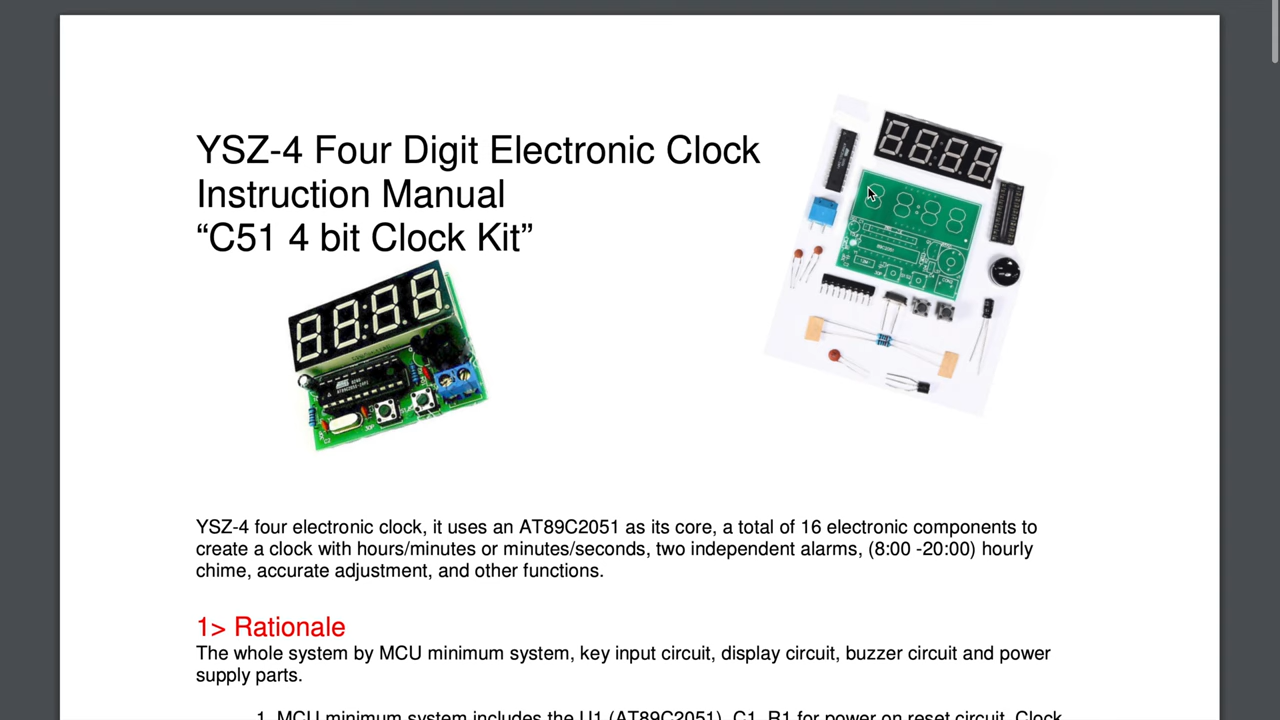 YSZ-4 Four Digit Electronic Clock
Instruction Manual
“C51 4 bit Clock Kit”
YSZ-4 four electronic clock, it uses an AT89C2051 as its core, a total of 16 electronic components to
create a clock with hours/minutes or minutes/seconds, two independent alarms, (8:00 -20:00) hourly
chime, accurate adjustment, and other functions.
1> Rationale
The whole system by MCU minimum system, key input circuit, display circuit, buzzer circuit and power
supply parts.
1. MCU minimum system includes the U1 (AT89C2051), C1, R1 for power on reset circuit. Clock